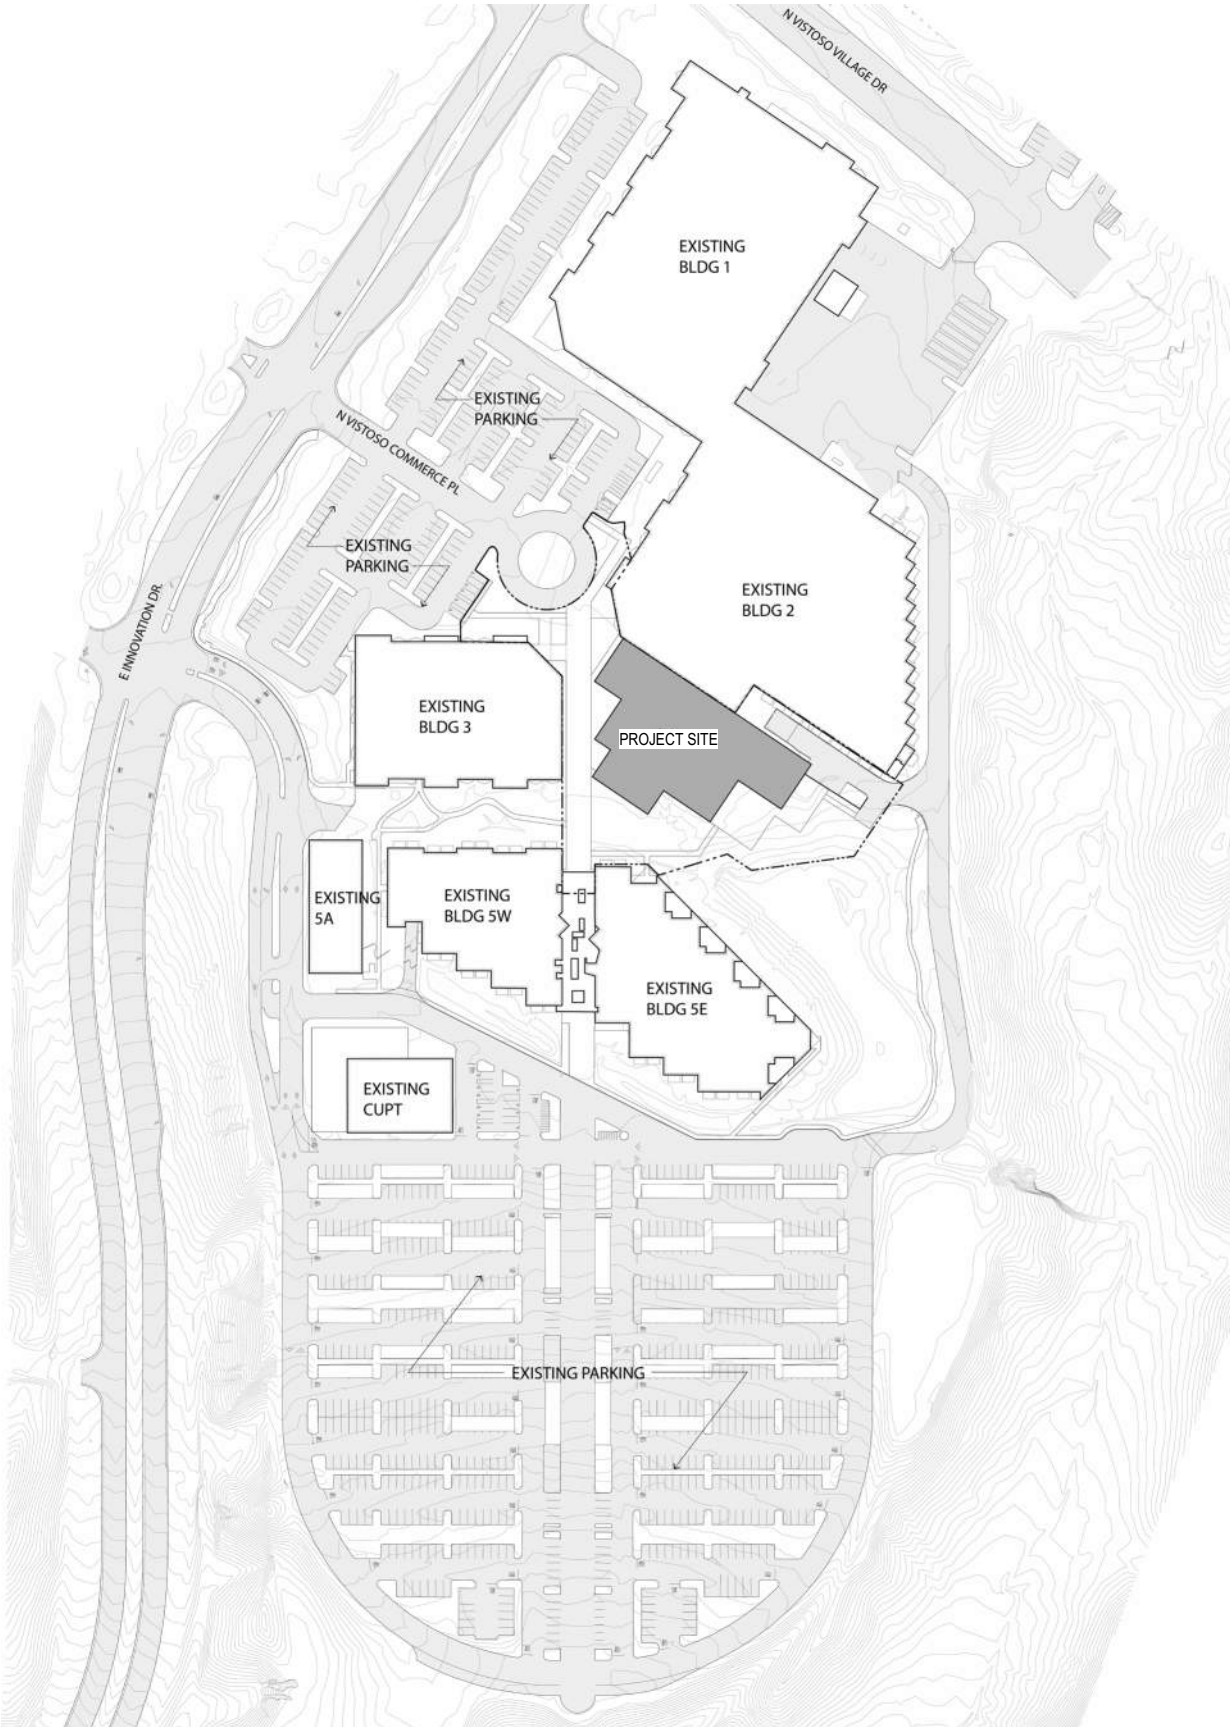 N VISTOSO VILLAGE DR
EXISTING
BLDG 1
EXISTING
PARKING
N VISTOSO COMMERCE PL
EXISTING
PARKING
EXISTING
BLDG 2
E INNOVATION DR.
EXISTING
BLDG 3
PROJECT SITE
EXISTING
5A
EXISTING
BLDG 5W
EXISTING
BLDG 5E
EXISTING
CUPT
EXISTING PARKING